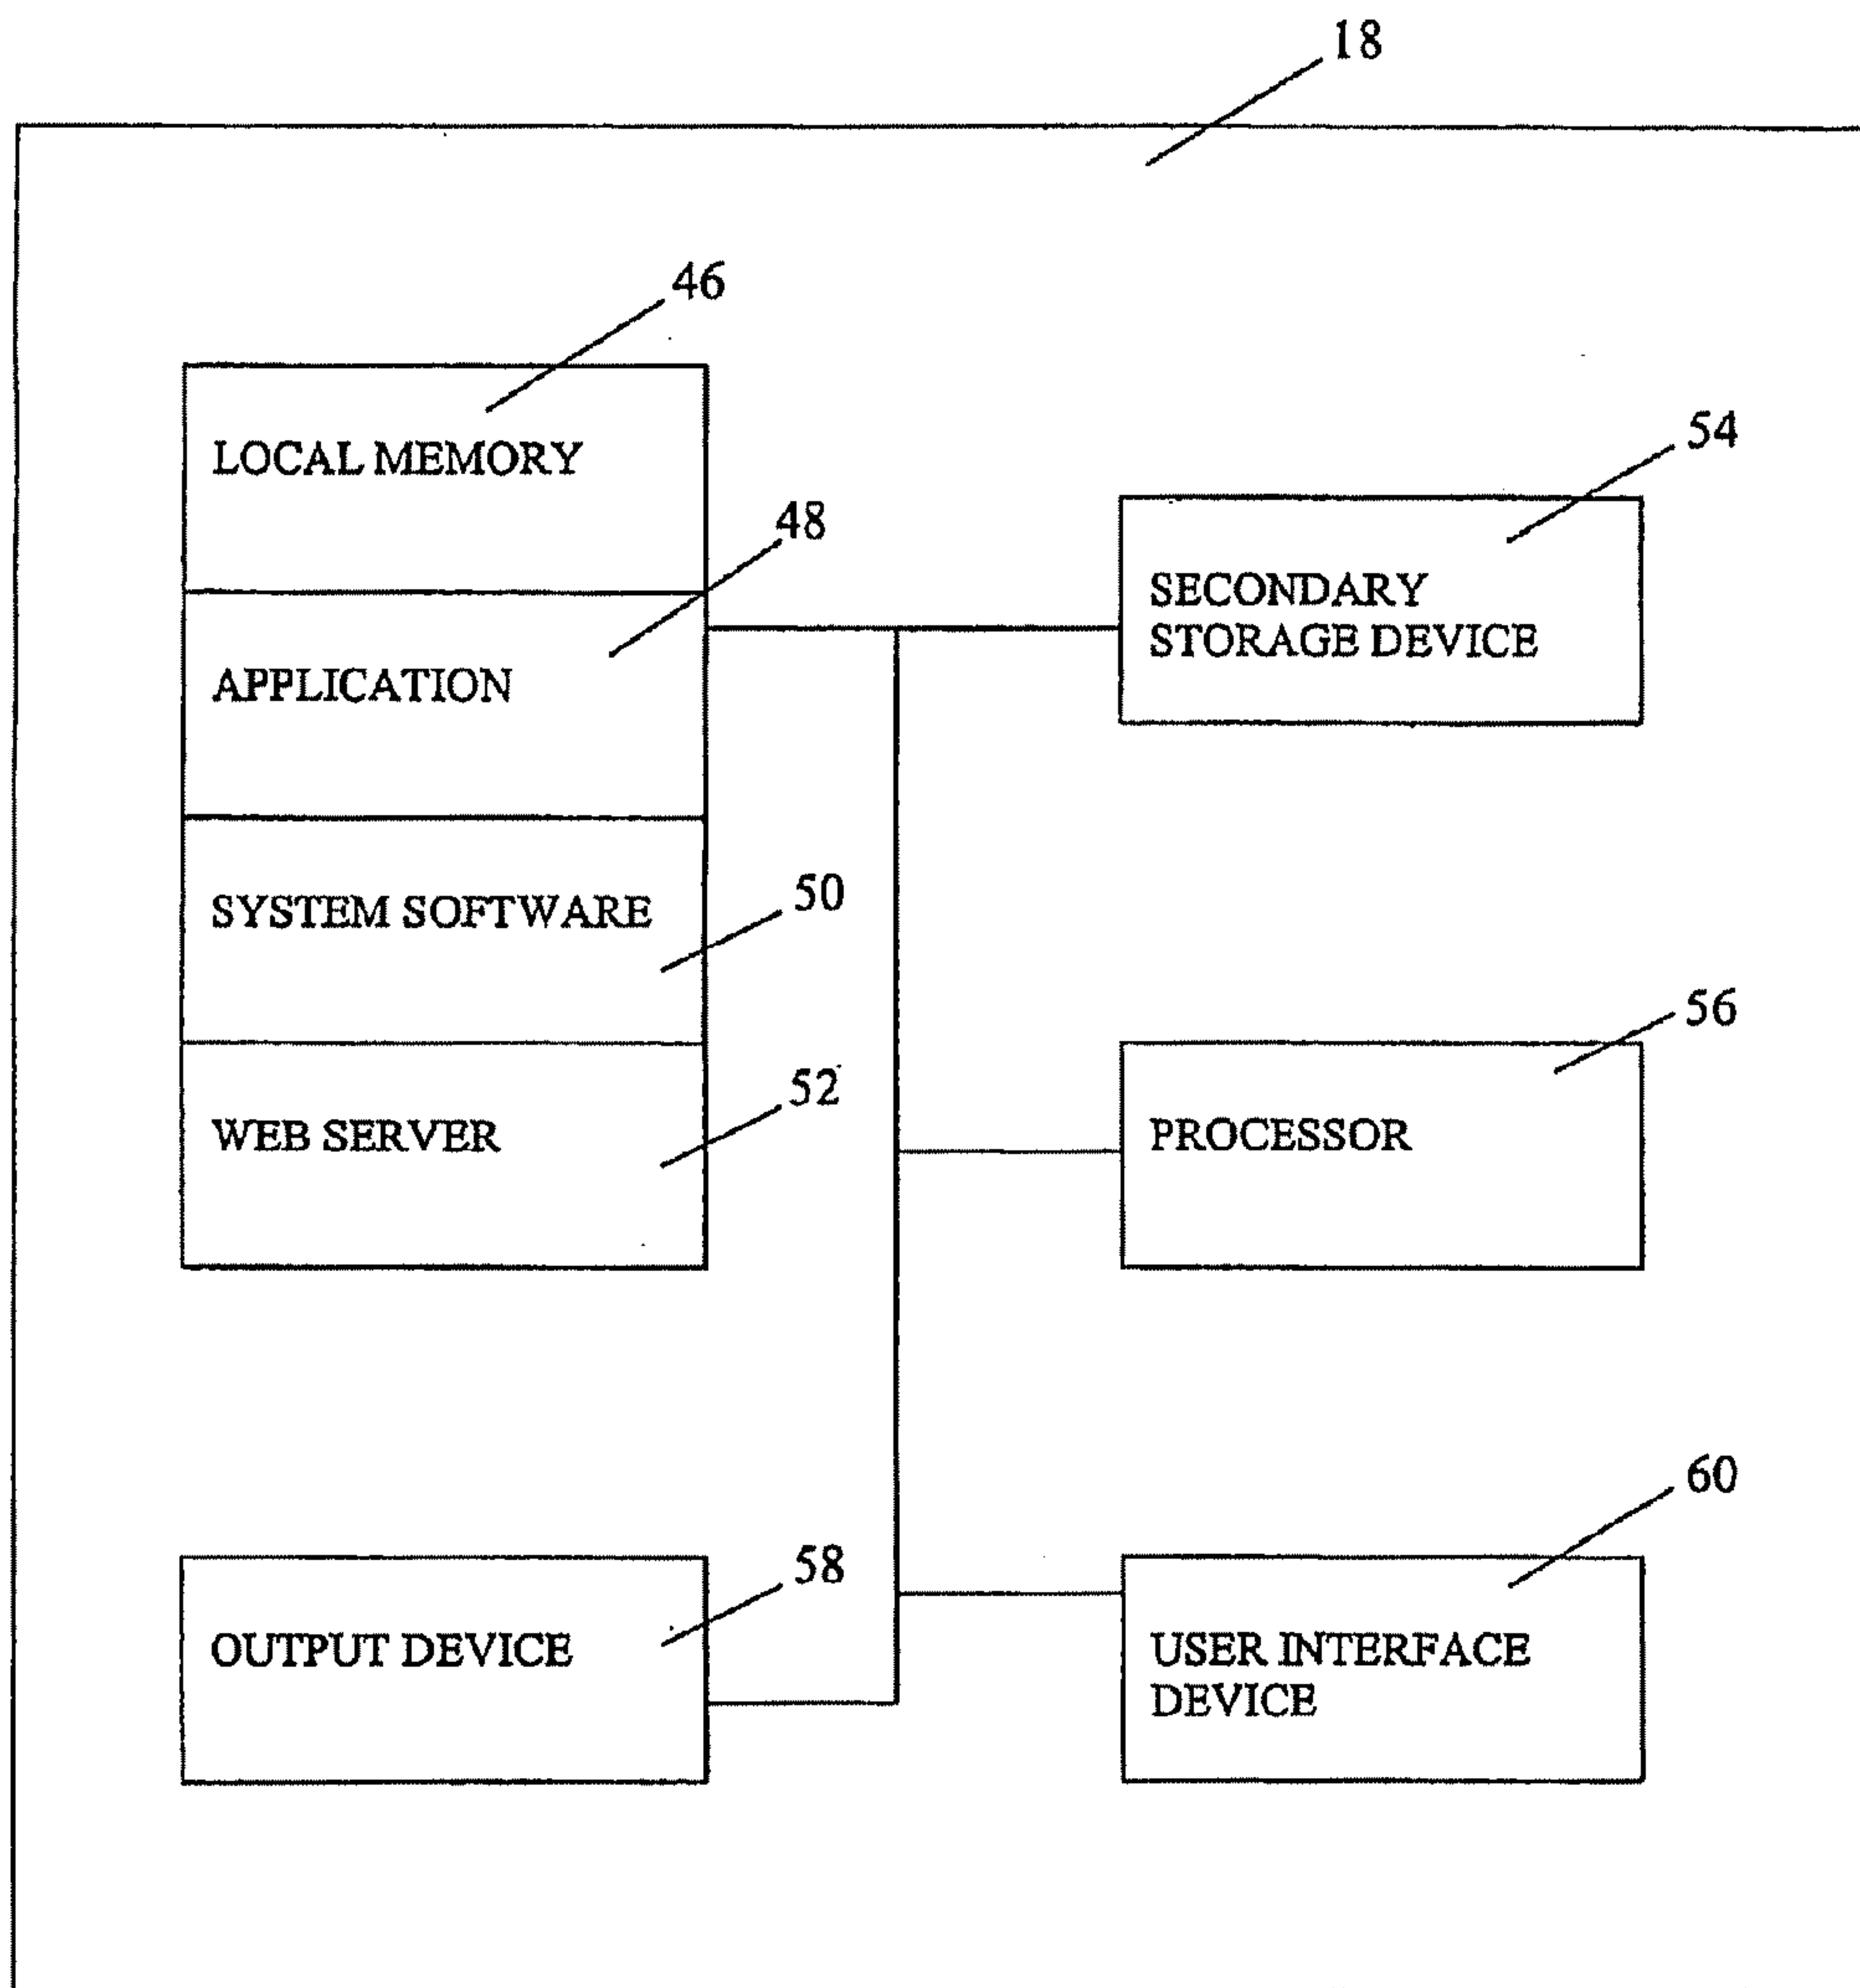 18
46
LOCAL MEMORY
54
48
SECONDARY
STORAGE DEVICE
APPLICATION
50
SYSTEM SOFTWARE
56
52
WEB SERVER
PROCESSOR
60
58
OUTPUT DEVICE
USER INTERFACE
DEVICE